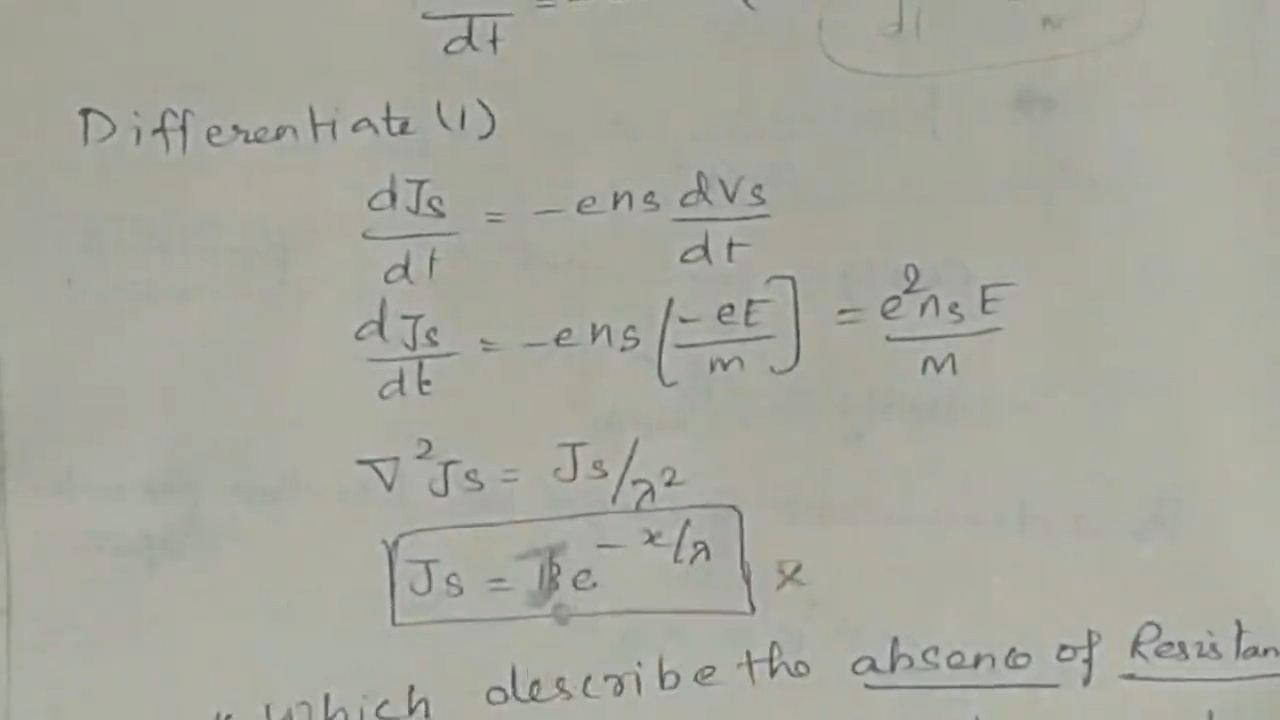 dt =
dt
Differentiate (1)
dJs/dt = -ens dVs/dt
dJs/dt = -ens [-eE/m] = e²nsE/m
∇²Js = Js/λ²
Js = e^-x/λ x
which describe the absence of Resistan